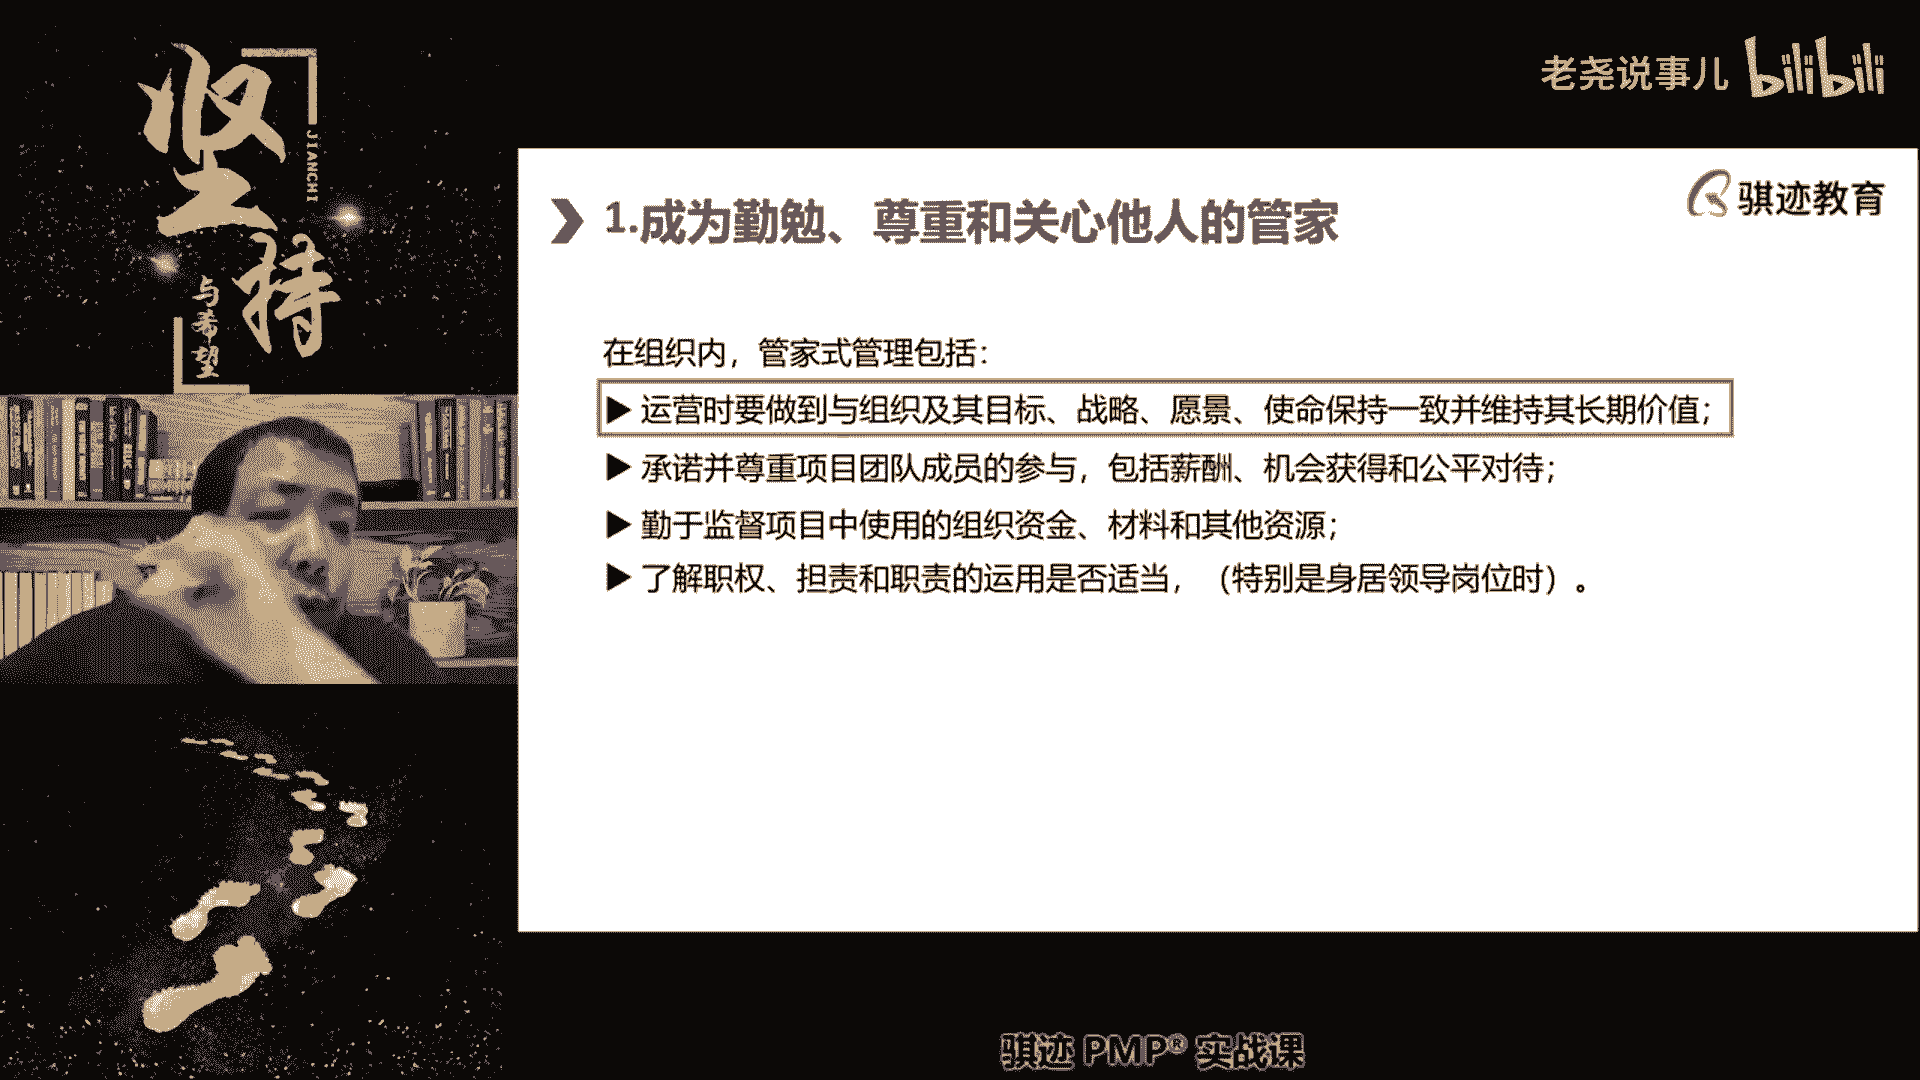 坚持
JIANCHI
与希望
老尧说事儿 bilibili
骐迹教育
1.成为勤勉、尊重和关心他人的管家
在组织内，管家式管理包括：
▶ 运营时要做到与组织及其目标、战略、愿景、使命保持一致并维持其长期价值；
▶ 承诺并尊重项目团队成员的参与，包括薪酬、机会获得和公平对待；
▶ 勤于监督项目中使用的组织资金、材料和其他资源；
▶ 了解职权、担责和职责的运用是否适当，（特别是身居领导岗位时）。
骐迹 PMP® 实战课